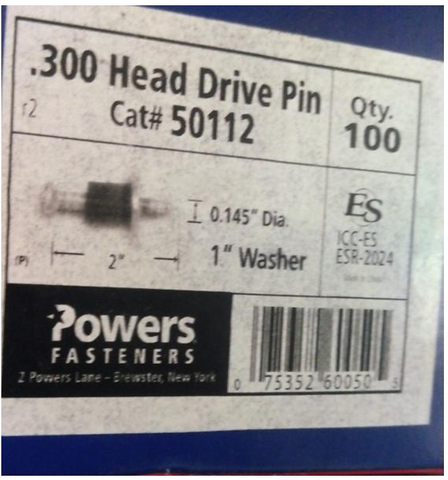 .300 Head Drive Pin
Cat# 50112
r2
Qty.
100
0.145" Dia.
1" Washer
(P)
2"
ES
ICC-ES
ESR-2024
Powers
FASTENERS
2 Powers Lane – Brewster, New York
0 75352 60050 5